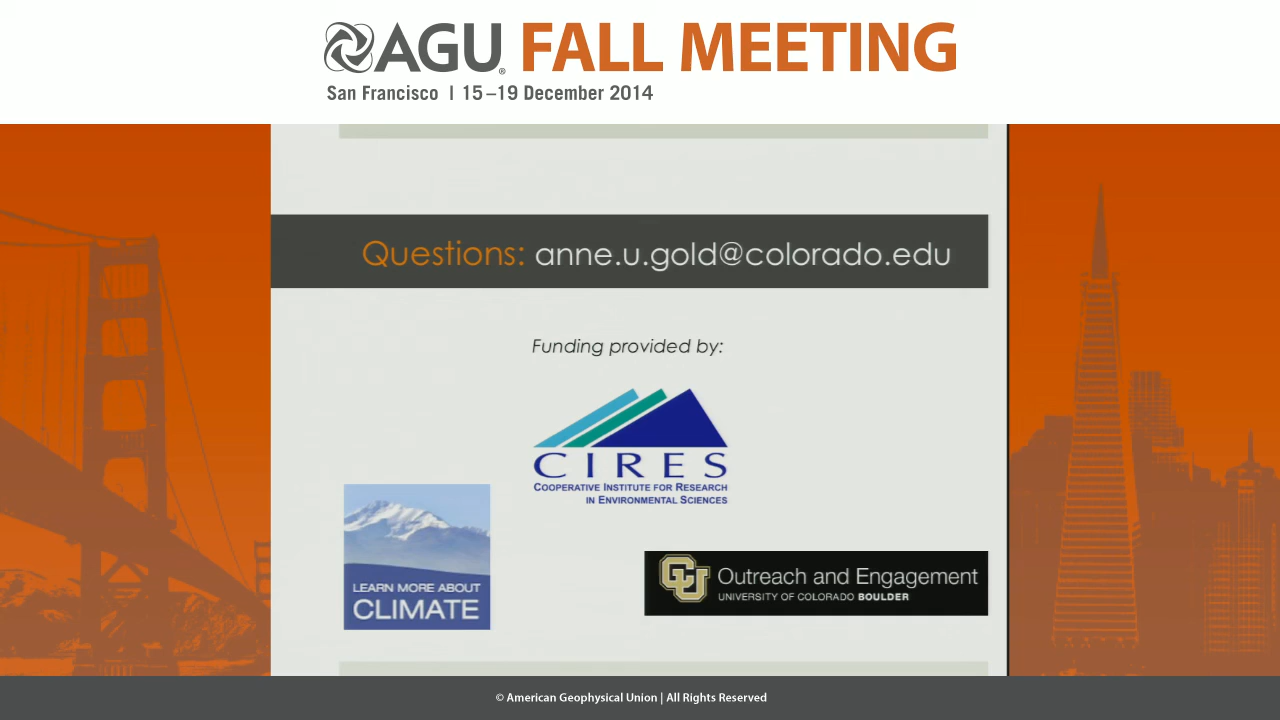 AGU® FALL MEETING
San Francisco | 15–19 December 2014
Questions: anne.u.gold@colorado.edu
Funding provided by:
CIRES
COOPERATIVE INSTITUTE FOR RESEARCH
IN ENVIRONMENTAL SCIENCES
LEARN MORE ABOUT
CLIMATE
CU Outreach and Engagement
UNIVERSITY OF COLORADO BOULDER
© American Geophysical Union | All Rights Reserved